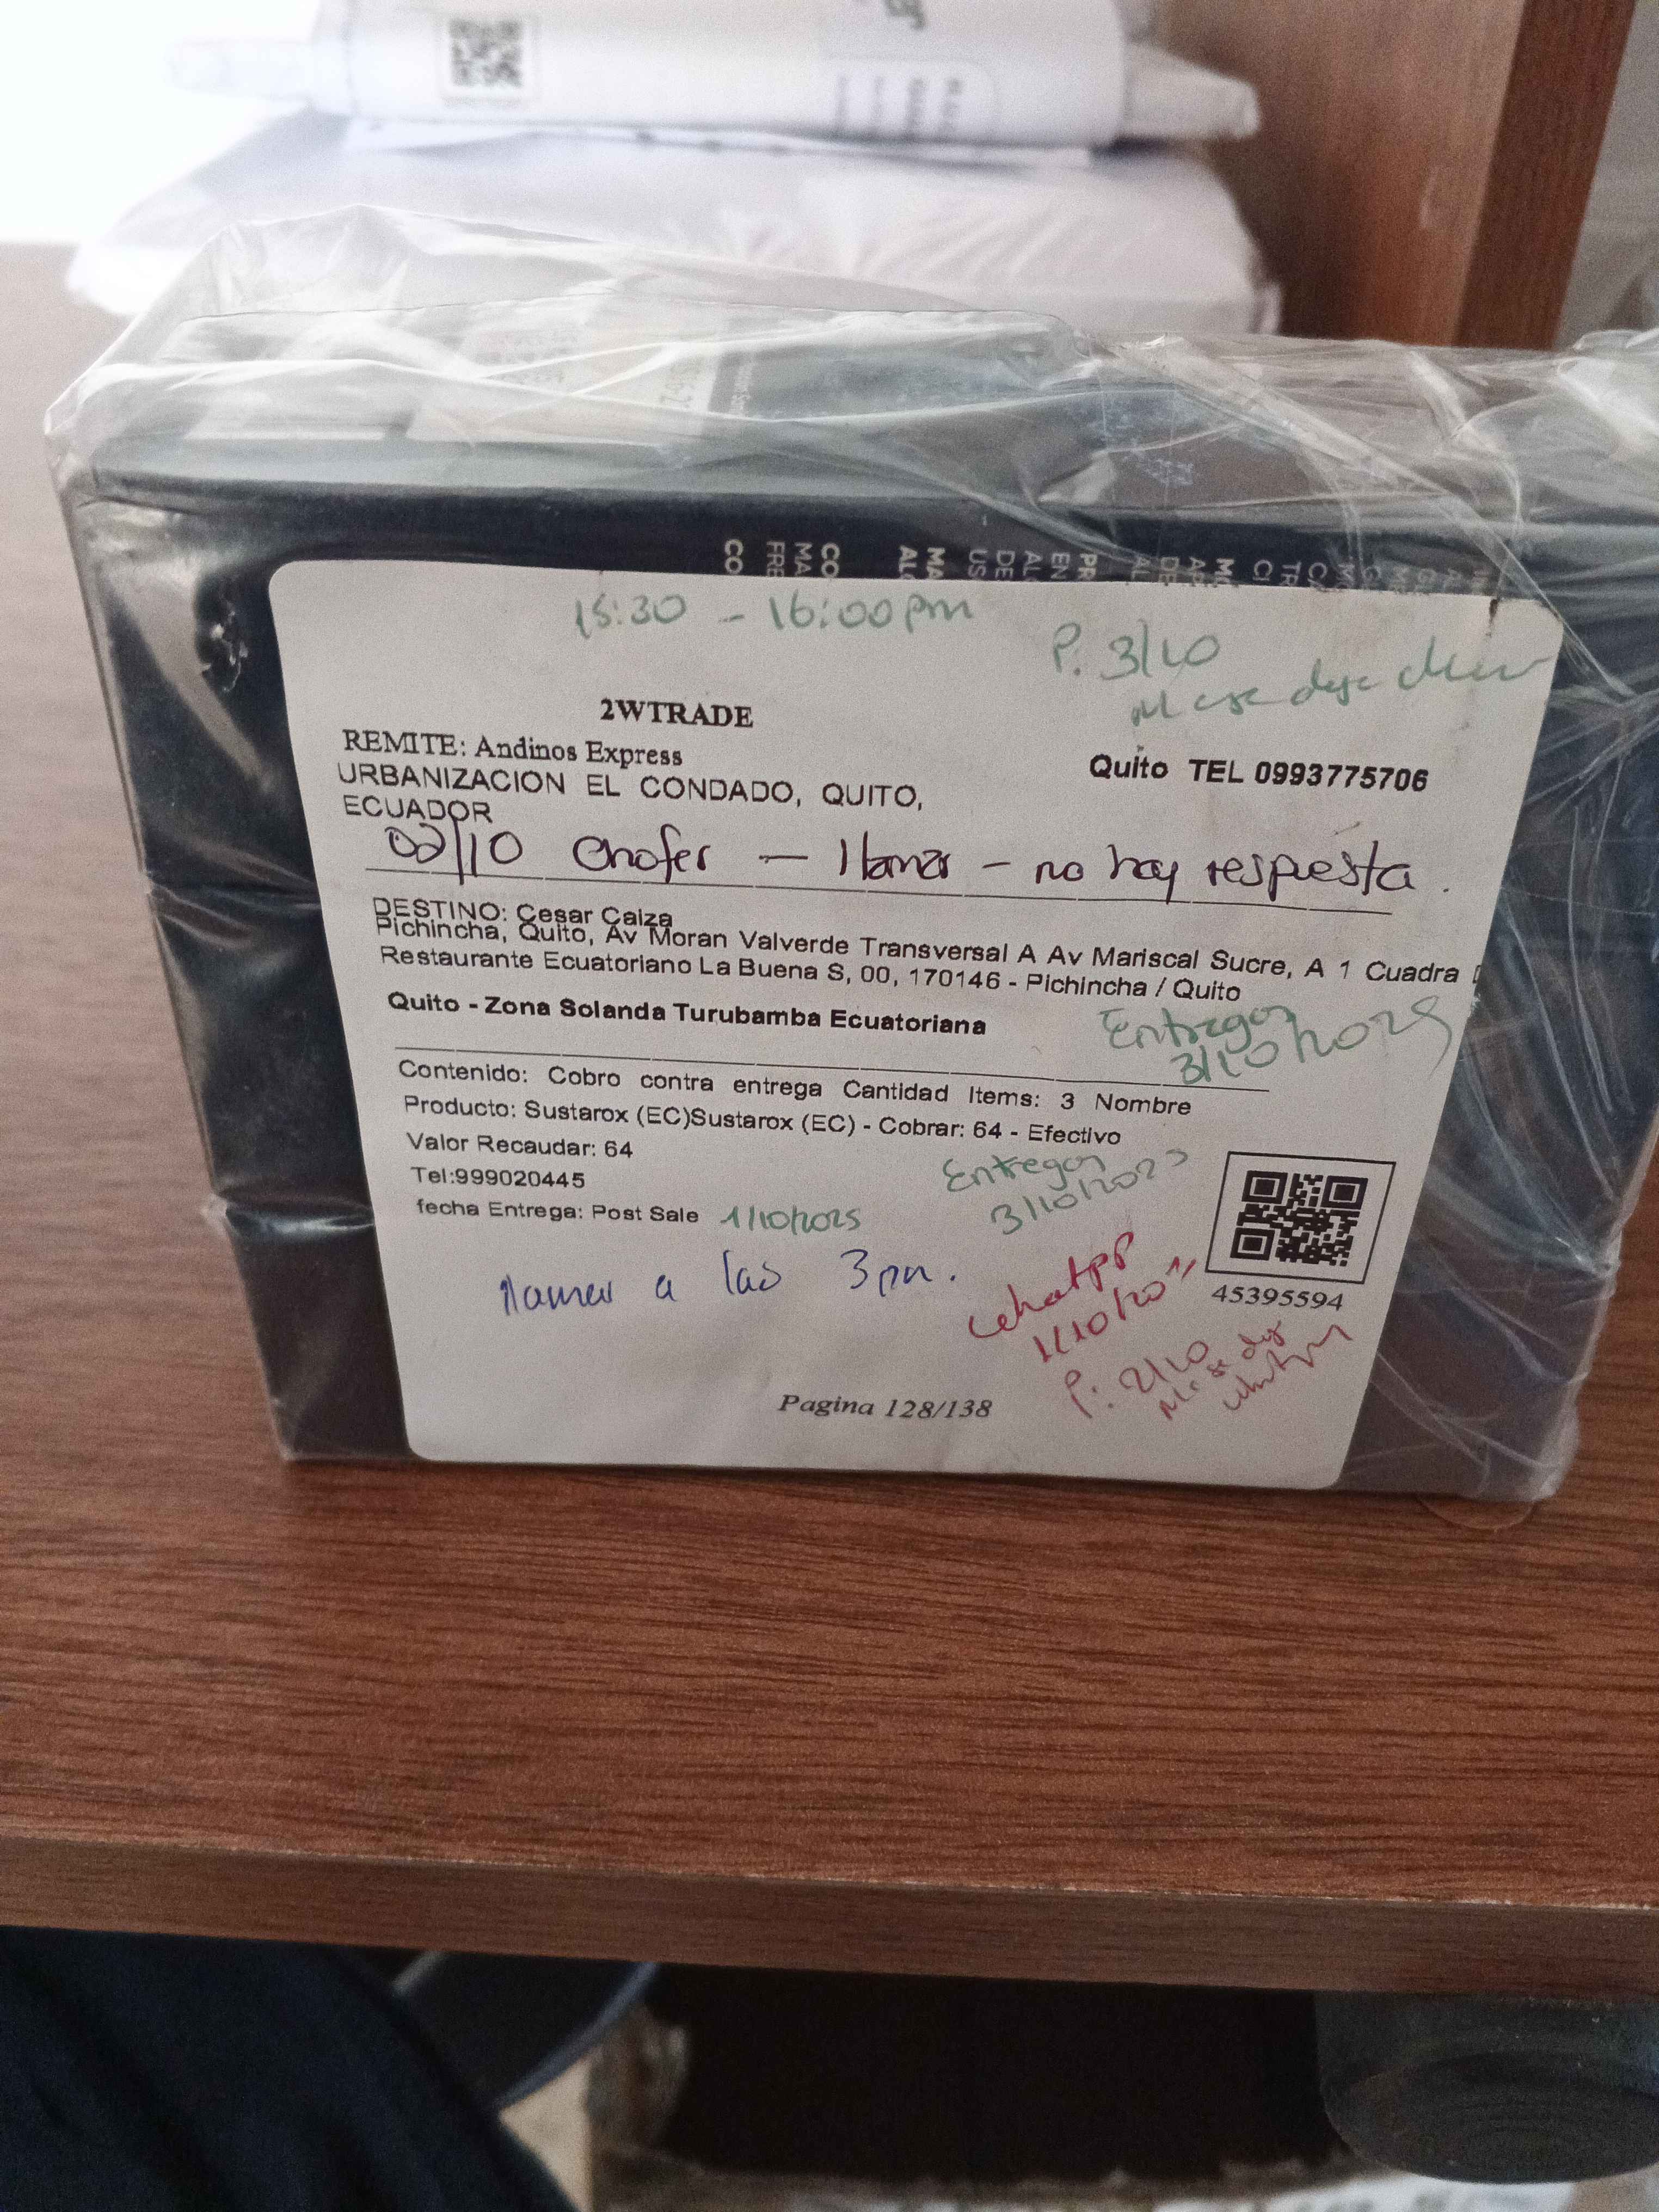 15:30 - 16:00pm
P. 3/10
2WTRADE
REMITE: Andinos Express
Quito TEL 0993775706
URBANIZACION EL CONDADO, QUITO,
ECUADOR
02/10 Chofer — llamar - no hay respuesta.
DESTINO: Cesar Caiza
Pichincha, Quito, Av Moran Valverde Transversal A Av Mariscal Sucre, A 1 Cuadra
Restaurante Ecuatoriano La Buena S, 00, 170146 - Pichincha / Quito
Quito - Zona Solanda Turubamba Ecuatoriana
Entregar
3/10/2025
Contenido: Cobro contra entrega Cantidad Items: 3 Nombre
Producto: Sustarox (EC)Sustarox (EC) - Cobrar: 64 - Efectivo
Valor Recaudar: 64
Entregar
3/10/2025
Tel:999020445
fecha Entrega: Post Sale 1/10/2025
llamar a las 3pm.
whatpp
1/10/20
45395594
P: 2/10
Pagina 128/138